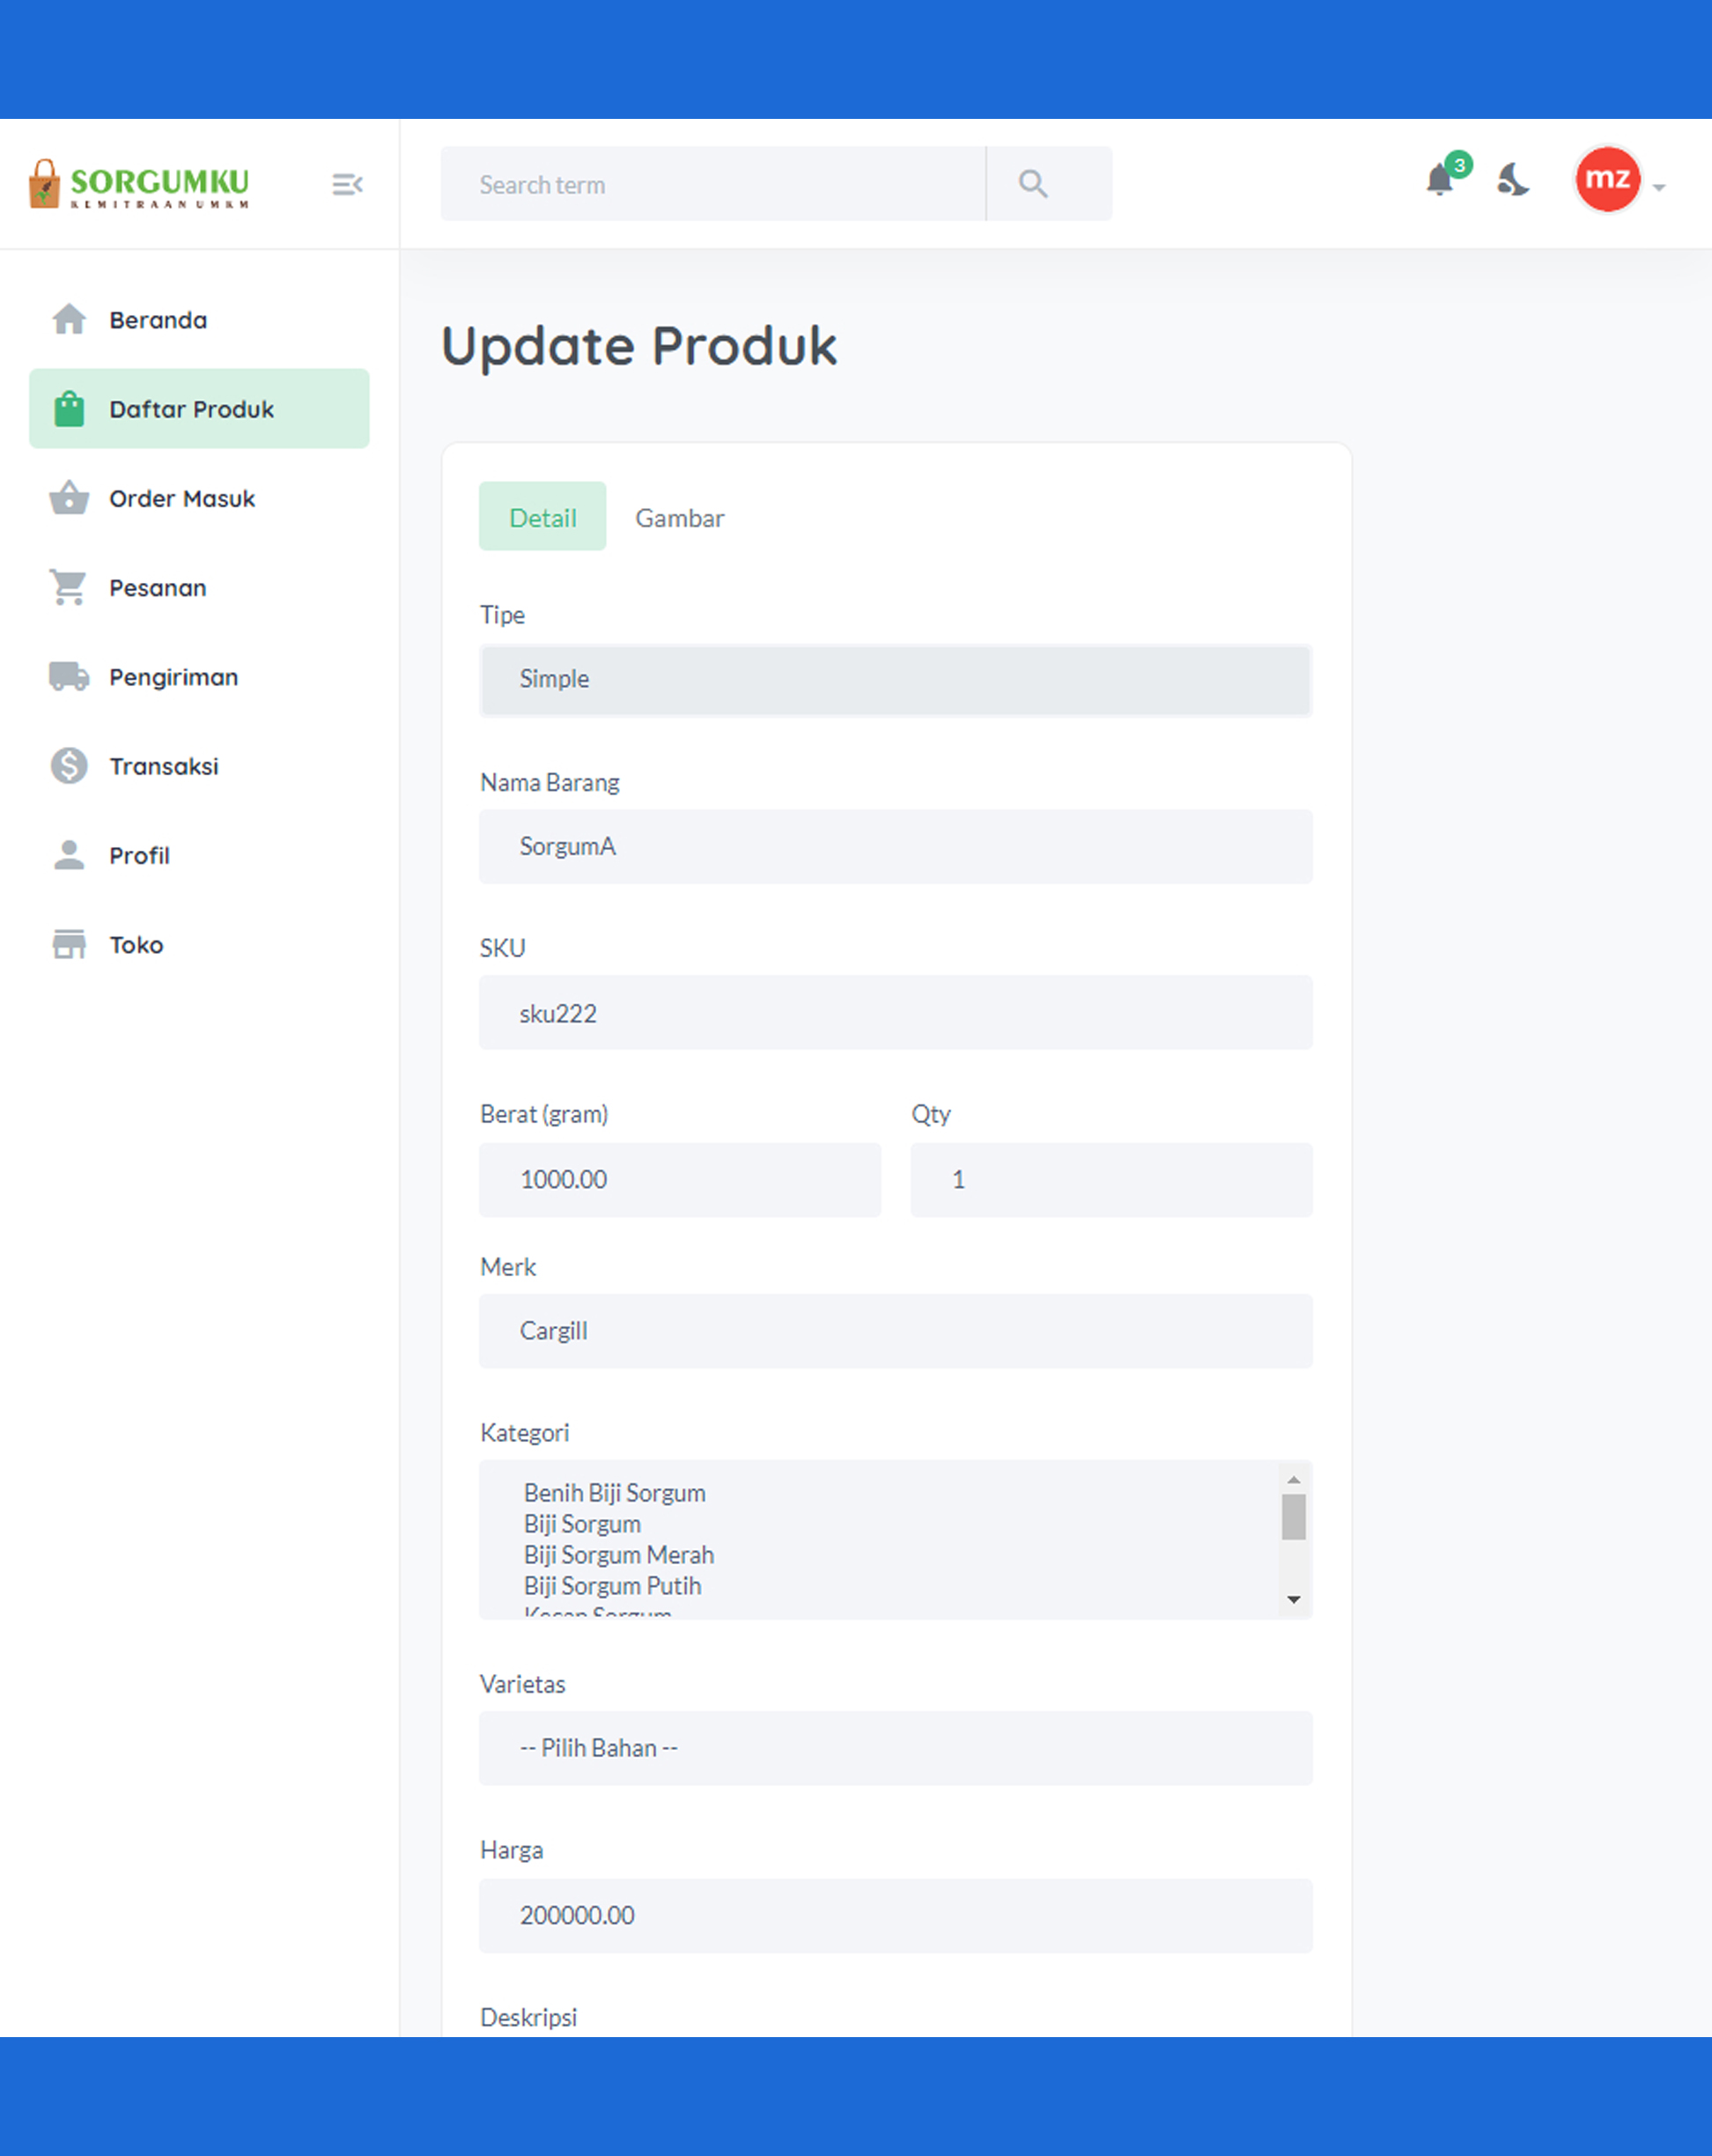 SORGUMKU
KEMITRAAN UMKM
Search term
3
mz
Beranda
Daftar Produk
Order Masuk
Pesanan
Pengiriman
Transaksi
Profil
Toko
Update Produk
Detail Gambar
Tipe
Simple
Nama Barang
SorgumA
SKU
sku222
Berat (gram) Qty
1000.00 1
Merk
Cargill
Kategori
Benih Biji Sorgum
Biji Sorgum
Biji Sorgum Merah
Biji Sorgum Putih
Kecap Sorgum
Varietas
-- Pilih Bahan --
Harga
200000.00
Deskripsi